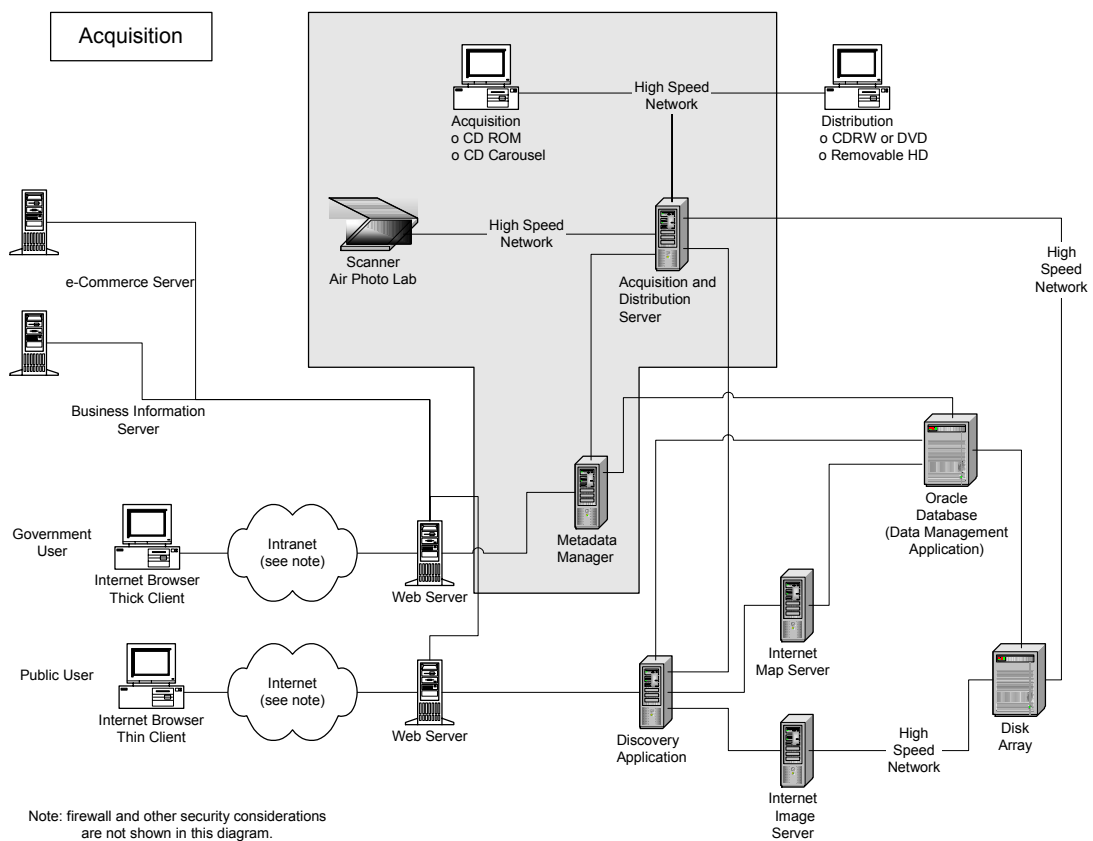 Acquisition
High Speed
Network
Acquisition
o CD ROM
o CD Carousel
Distribution
o CDRW or DVD
o Removable HD
High Speed
Network
Scanner
Air Photo Lab
Acquisition and
Distribution
Server
High
Speed
Network
e-Commerce Server
Business Information
Server
Government
User
Internet Browser
Thick Client
Intranet
(see note)
Web Server
Metadata
Manager
Oracle
Database
(Data Management
Application)
Internet
Map Server
Public User
Internet Browser
Thin Client
Internet
(see note)
Web Server
Discovery
Application
High
Speed
Network
Disk
Array
Internet
Image
Server
Note: firewall and other security considerations
are not shown in this diagram.